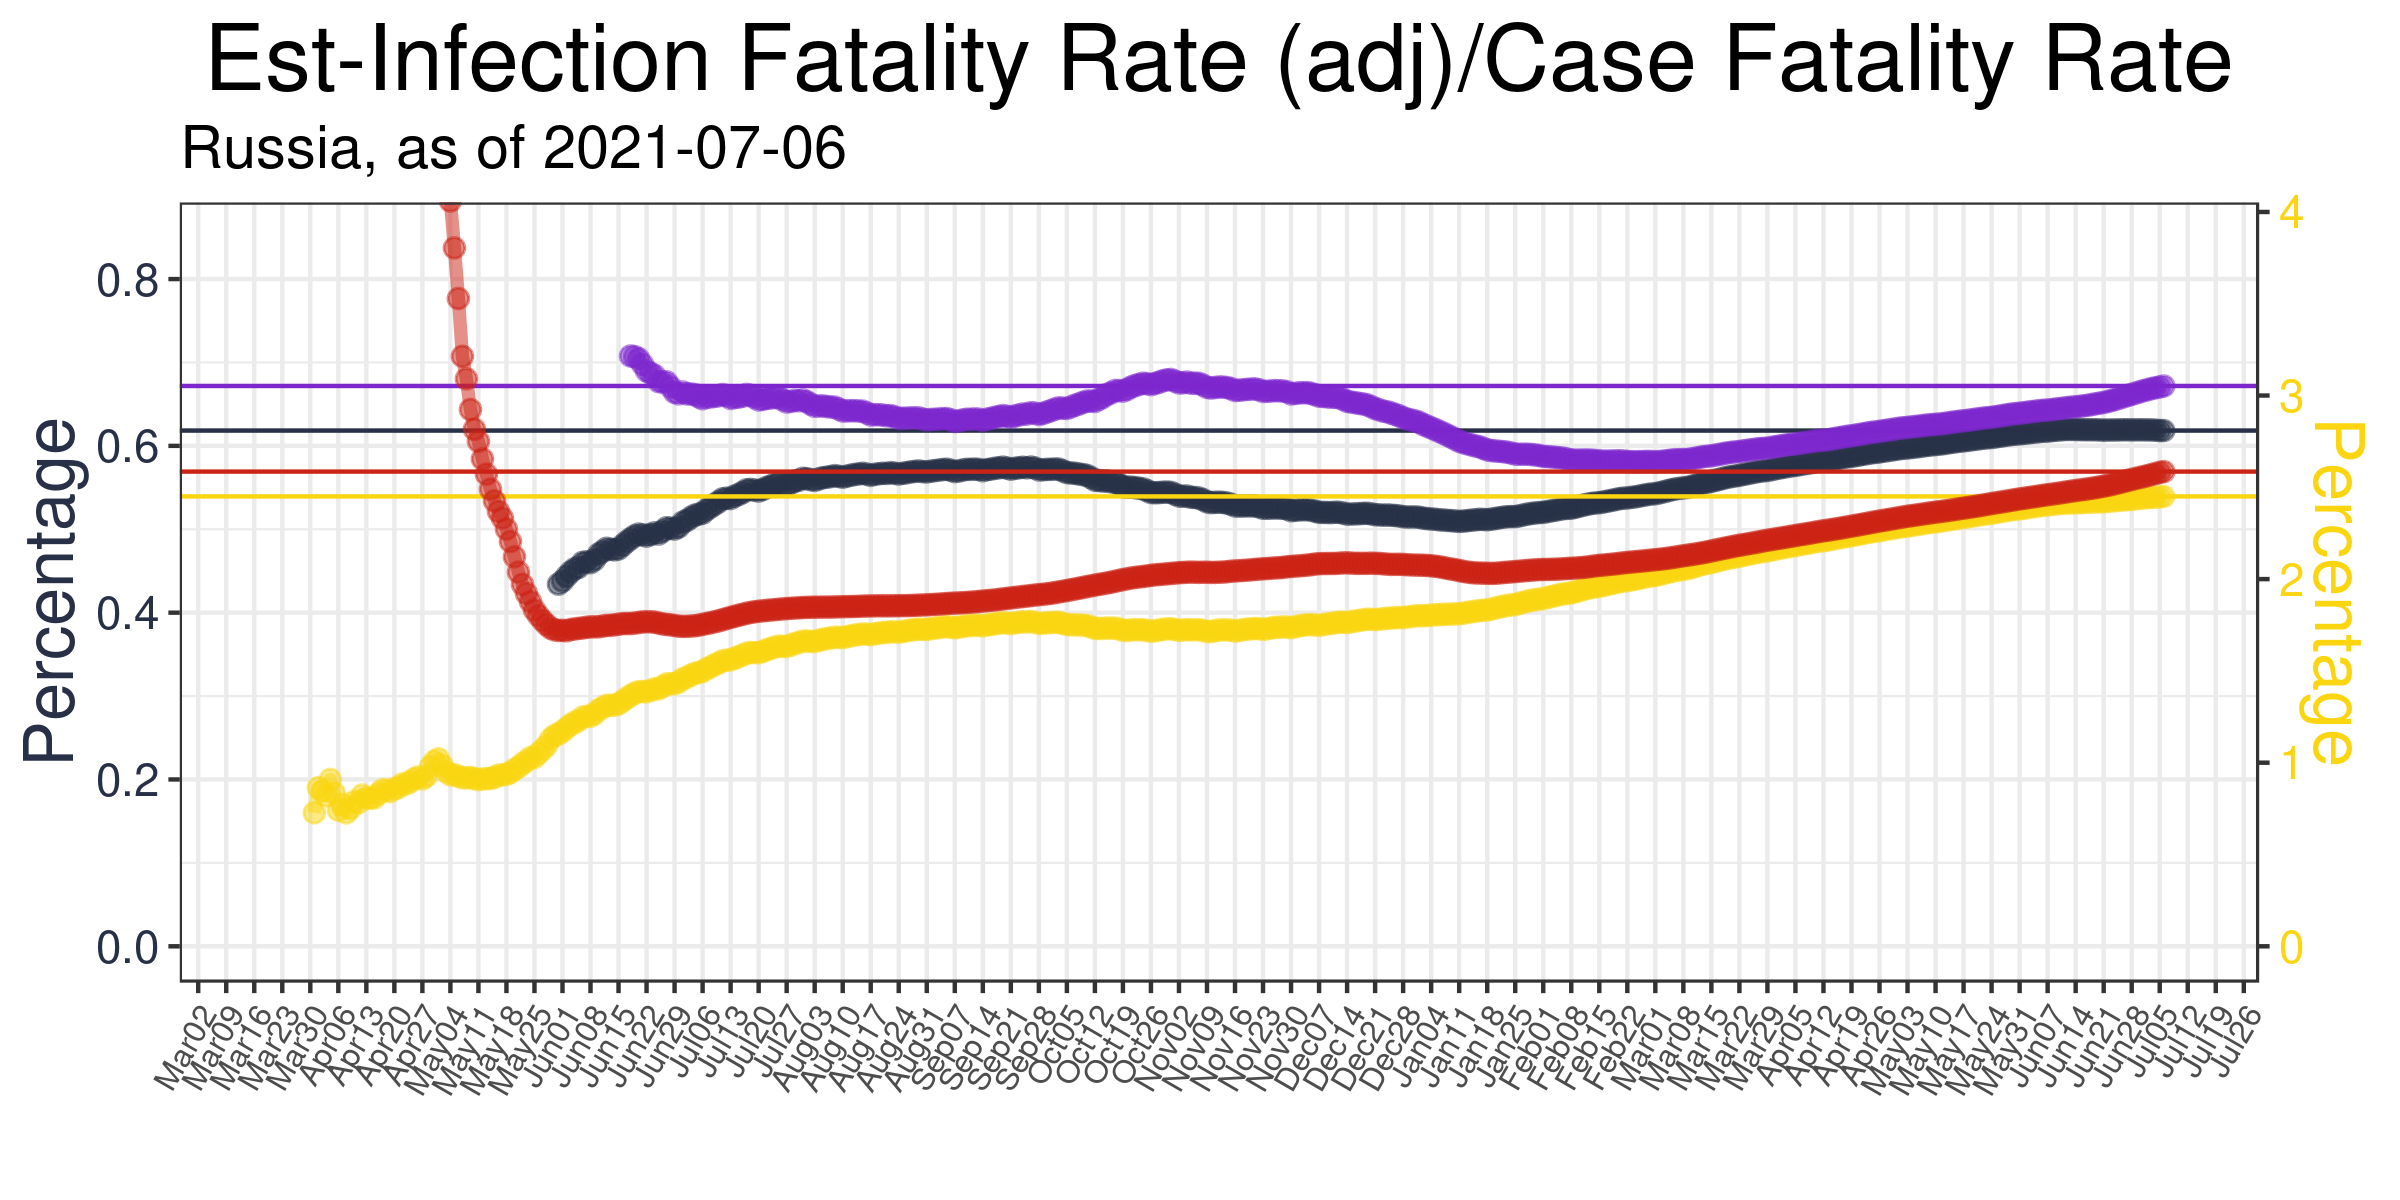 Est-Infection Fatality Rate (adj)/Case Fatality Rate
Russia, as of 2021-07-06
Percentage
0.8
0.6
0.4
0.2
0.0
4
3
2
1
0
Percentage
Mar02
Mar09
Mar16
Mar23
Mar30
Apr06
Apr13
Apr20
Apr27
May04
May11
May18
May25
Jun01
Jun08
Jun15
Jun22
Jun29
Jul06
Jul13
Jul20
Jul27
Aug03
Aug10
Aug17
Aug24
Aug31
Sep07
Sep14
Sep21
Sep28
Oct05
Oct12
Oct19
Oct26
Nov02
Nov09
Nov16
Nov23
Nov30
Dec07
Dec14
Dec21
Dec28
Jan04
Jan11
Jan18
Jan25
Feb01
Feb08
Feb15
Feb22
Mar01
Mar08
Mar15
Mar22
Mar29
Apr05
Apr12
Apr19
Apr26
May03
May10
May17
May24
May31
Jun07
Jun14
Jun21
Jun28
Jul05
Jul12
Jul19
Jul26